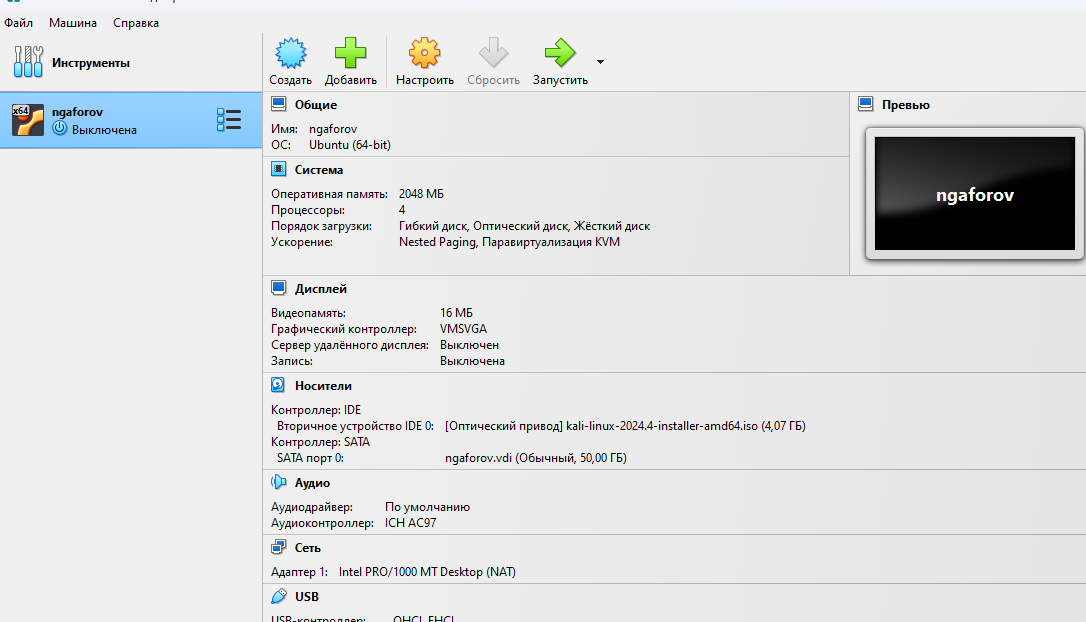 Файл Машина Справка
Инструменты
Создать Добавить Настроить Сбросить Запустить
x64 ngaforov
Выключена
Общие
Имя: ngaforov
ОС: Ubuntu (64-bit)
Превью
ngaforov
Система
Оперативная память: 2048 МБ
Процессоры: 4
Порядок загрузки: Гибкий диск, Оптический диск, Жёсткий диск
Ускорение: Nested Paging, Паравиртуализация KVM
Дисплей
Видеопамять: 16 МБ
Графический контроллер: VMSVGA
Сервер удалённого дисплея: Выключен
Запись: Выключена
Носители
Контроллер: IDE
Вторичное устройство IDE 0: [Оптический привод] kali-linux-2024.4-installer-amd64.iso (4,07 ГБ)
Контроллер: SATA
SATA порт 0: ngaforov.vdi (Обычный, 50,00 ГБ)
Аудио
Аудиодрайвер: По умолчанию
Аудиоконтроллер: ICH AC97
Сеть
Адаптер 1: Intel PRO/1000 MT Desktop (NAT)
USB
USB-контроллер: OHCI, EHCI